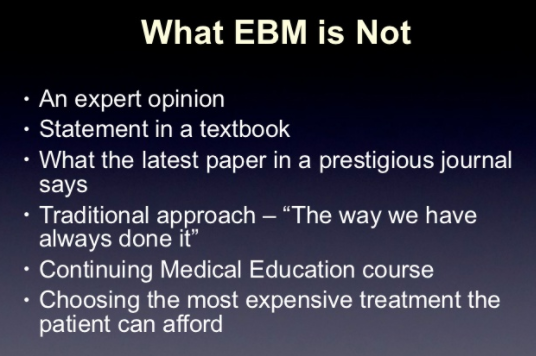 What EBM is Not
• An expert opinion
• Statement in a textbook
• What the latest paper in a prestigious journal
says
• Traditional approach – “The way we have
always done it”
• Continuing Medical Education course
• Choosing the most expensive treatment the
patient can afford